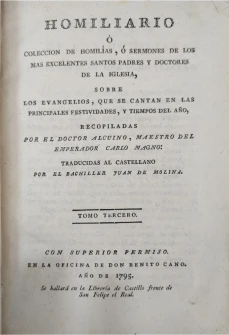 HOMILIARIO
Ó
COLECCION DE HOMILÍAS, Ó SERMONES DE LOS
MAS EXCELENTES SANTOS PADRES Y DOCTORES
DE LA IGLESIA,
SOBRE
LOS EVANGELIOS, QUE SE CANTAN EN LAS
PRINCIPALES FESTIVIDADES, Y TIEMPOS DEL AÑO,
RECOPILADAS
POR EL DOCTOR ALCUINO, MAESTRO DEL
EMPERADOR CARLO MAGNO:
TRADUCIDAS AL CASTELLANO
POR EL BACHILLER JUAN DE MOLINA.
TOMO TERCERO.
CON SUPERIOR PERMISO.
EN LA OFICINA DE DON BENITO CANO.
AÑO DE 1795.
Se hallará en la Librería de Castillo frente de
San Felipe el Real.